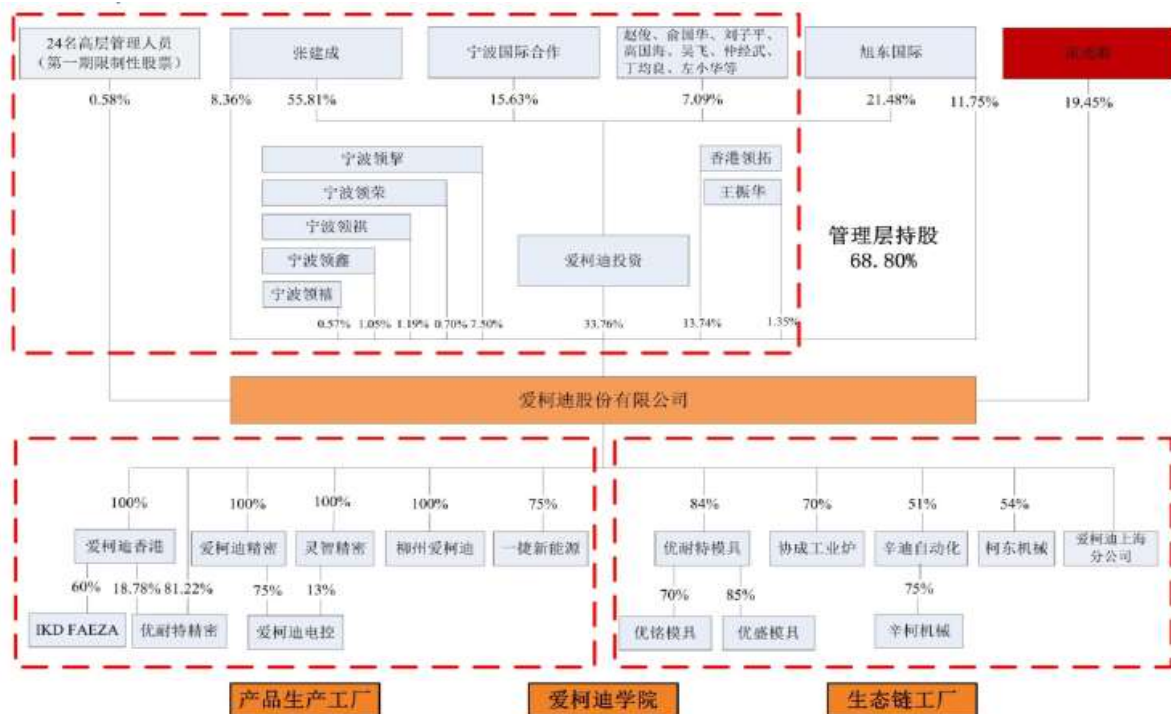 24名高层管理人员
（第一期限制性股票）
张建成
宁波国际合作
赵俊、俞国华、刘子平、
高国海、吴飞、仲经武、
丁均良、左小华等
旭东国际
0.58%
8.36%
55.81%
15.63%
7.09%
21.48%
11.75%
19.45%
宁波领挈
香港领拓
宁波领荣
王振华
宁波领祺
管理层持股
68.80%
宁波领鑫
爱柯迪投资
宁波领禧
0.57%
1.05%
1.19%
0.70%
7.50%
33.76%
13.74%
1.35%
爱柯迪股份有限公司
100%
100%
100%
100%
75%
84%
70%
51%
54%
爱柯迪香港
爱柯迪精密
灵智精密
柳州爱柯迪
一捷新能源
优耐特模具
协成工业炉
辛迪自动化
柯东机械
爱柯迪上海
分公司
60%
18.78%
81.22%
75%
13%
70%
85%
75%
IKD FAEZA
优耐特精密
爱柯迪电控
优铭模具
优盛模具
辛柯机械
产品生产工厂
爱柯迪学院
生态链工厂